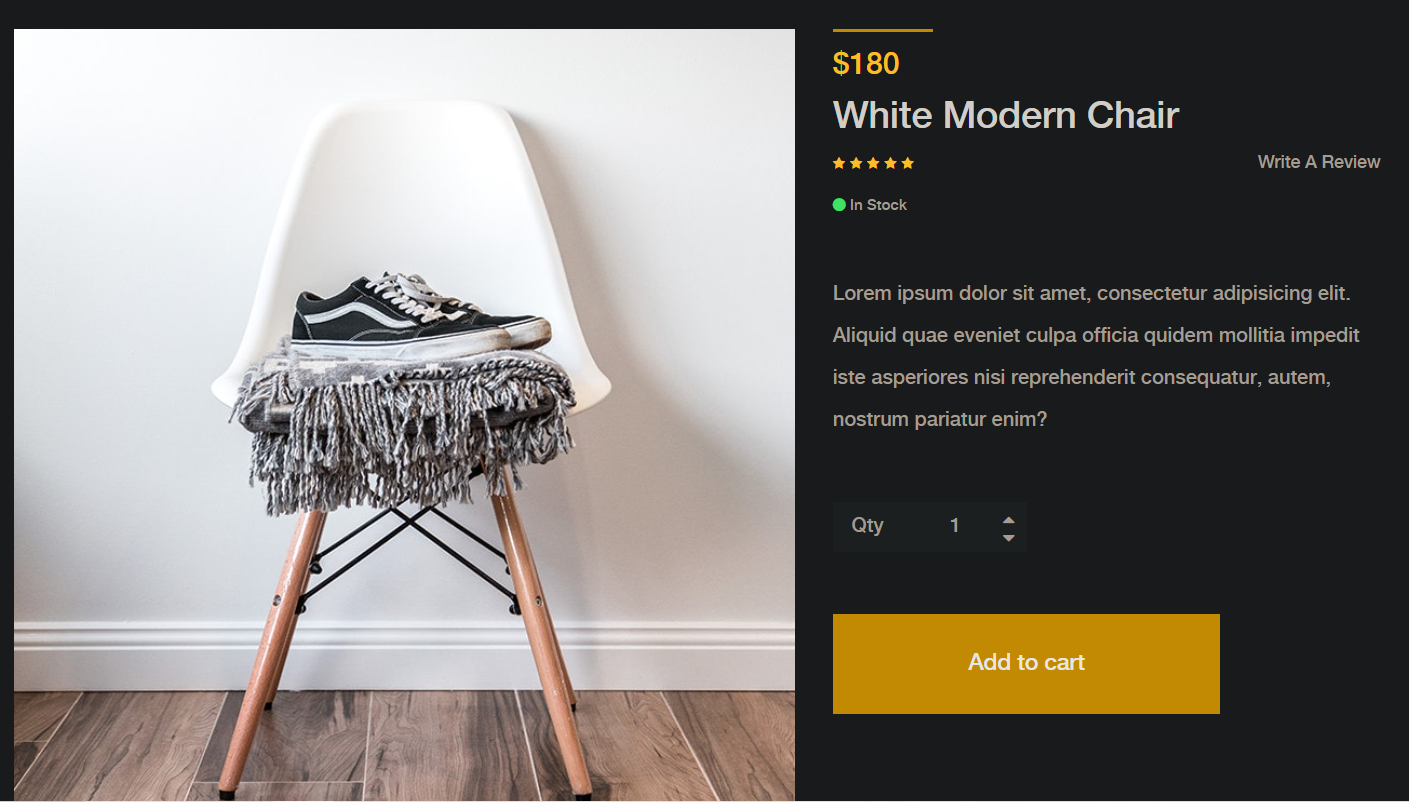 $180
White Modern Chair
Write A Review
In Stock
Lorem ipsum dolor sit amet, consectetur adipisicing elit.
Aliquid quae eveniet culpa officia quidem mollitia impedit
iste asperiores nisi reprehenderit consequatur, autem,
nostrum pariatur enim?
Qty 1
Add to cart